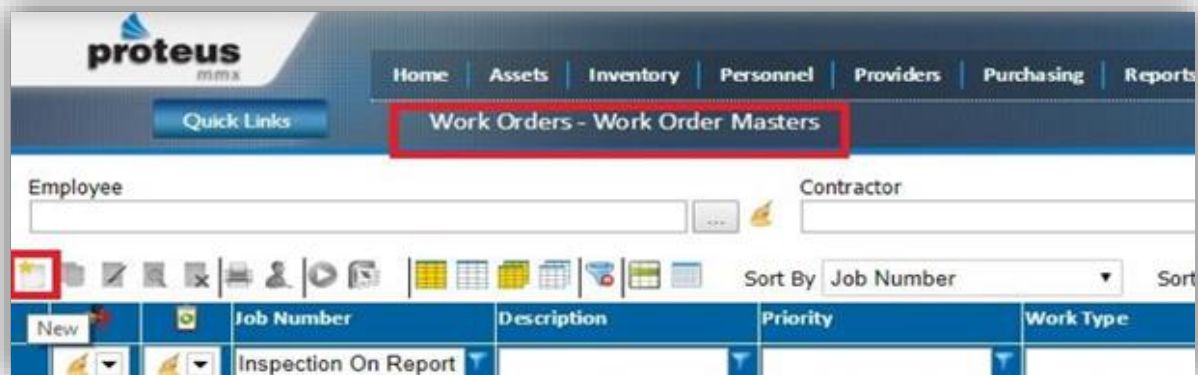 proteus
mmx
Home Assets Inventory Personnel Providers Purchasing Reports
Quick Links
Work Orders - Work Order Masters
Employee
Contractor
...
Sort By Job Number
Sort
New
Job Number Description Priority Work Type
Inspection On Report